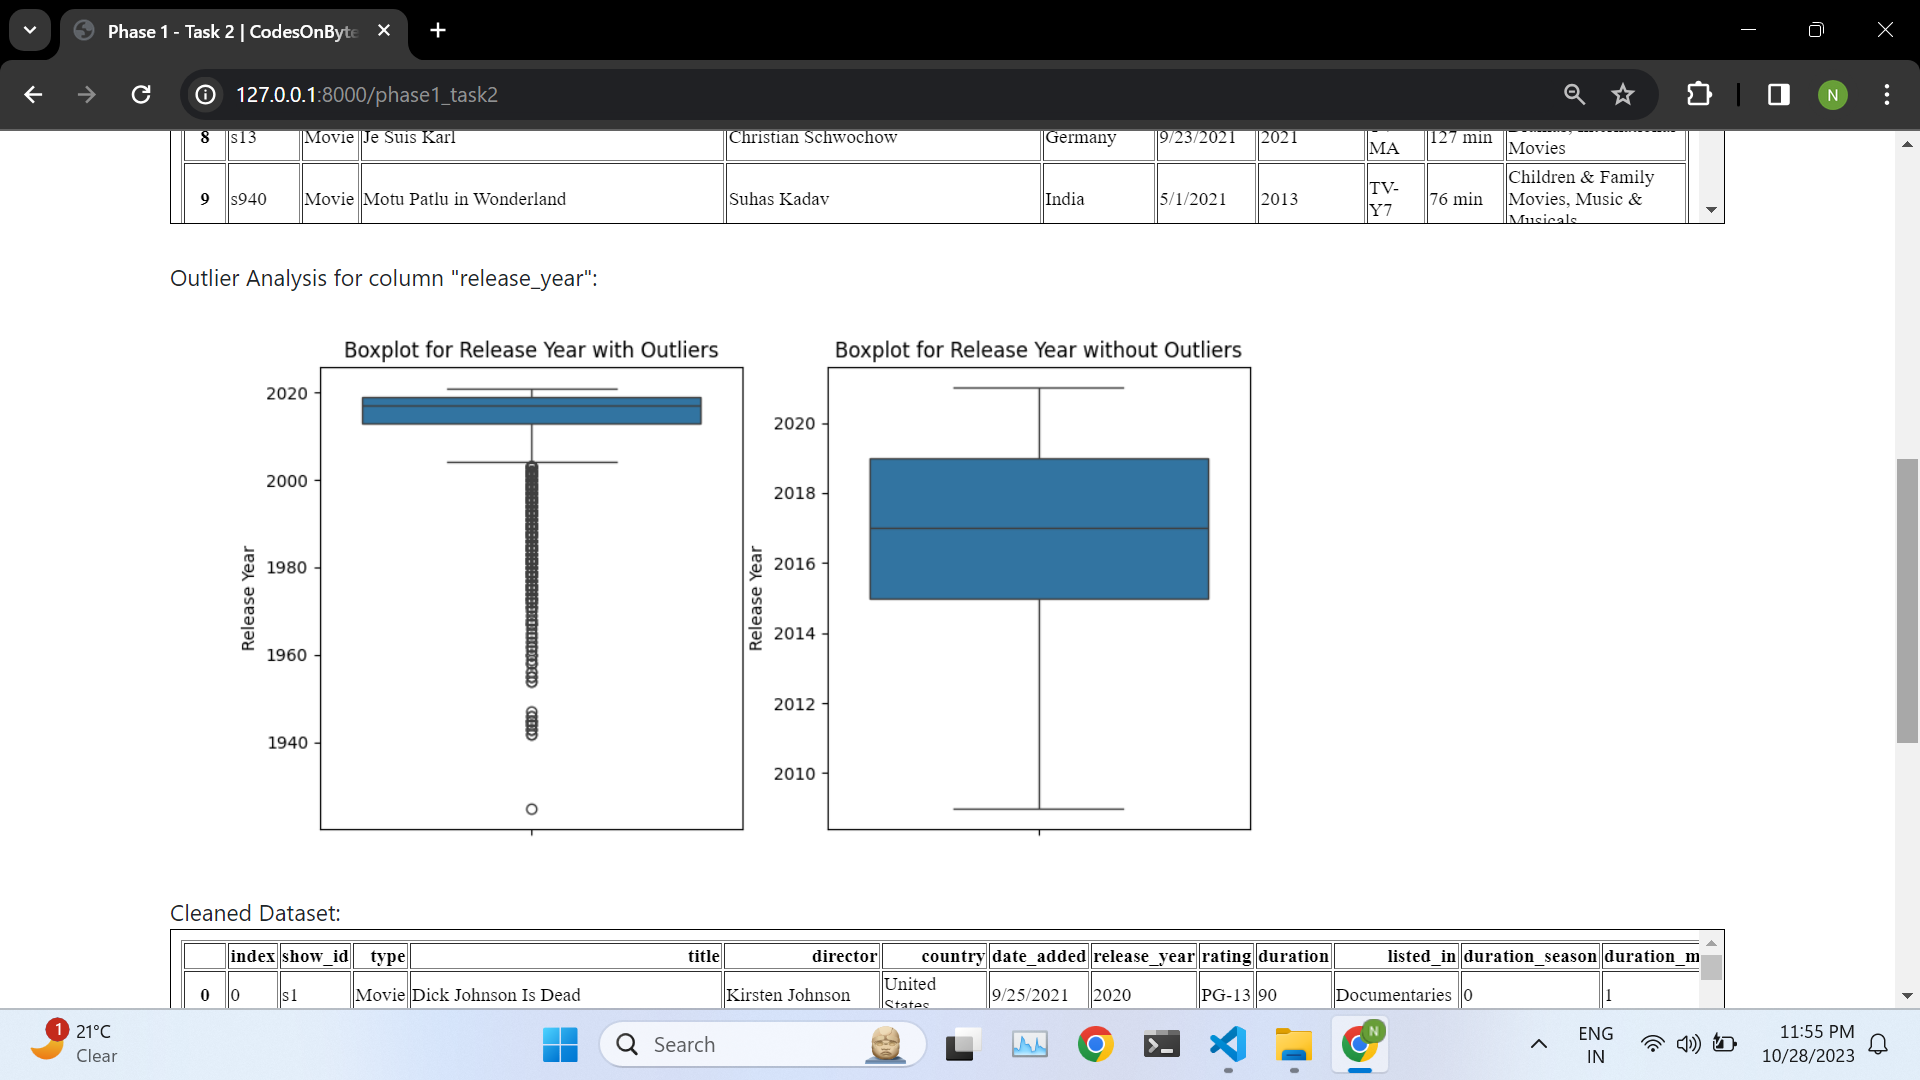 Phase 1 - Task 2 | CodesOnByte
127.0.0.1:8000/phase1_task2
N
8 s13 Movie Je Suis Karl Christian Schwochow Germany 9/23/2021 2021 MA 127 min Movies
9 s940 Movie Motu Patlu in Wonderland Suhas Kadav India 5/1/2021 2013 TV-Y7 76 min Children & Family Movies, Music & Musicals
Outlier Analysis for column "release_year":
Boxplot for Release Year with Outliers
Release Year
2020
2000
1980
1960
1940
Boxplot for Release Year without Outliers
Release Year
2020
2018
2016
2014
2012
2010
Cleaned Dataset:
index show_id type title director country date_added release_year rating duration listed_in duration_season duration_m
0 0 s1 Movie Dick Johnson Is Dead Kirsten Johnson United States 9/25/2021 2020 PG-13 90 Documentaries 0 1
1
21°C
Clear
Search
N
ENG
IN
11:55 PM
10/28/2023